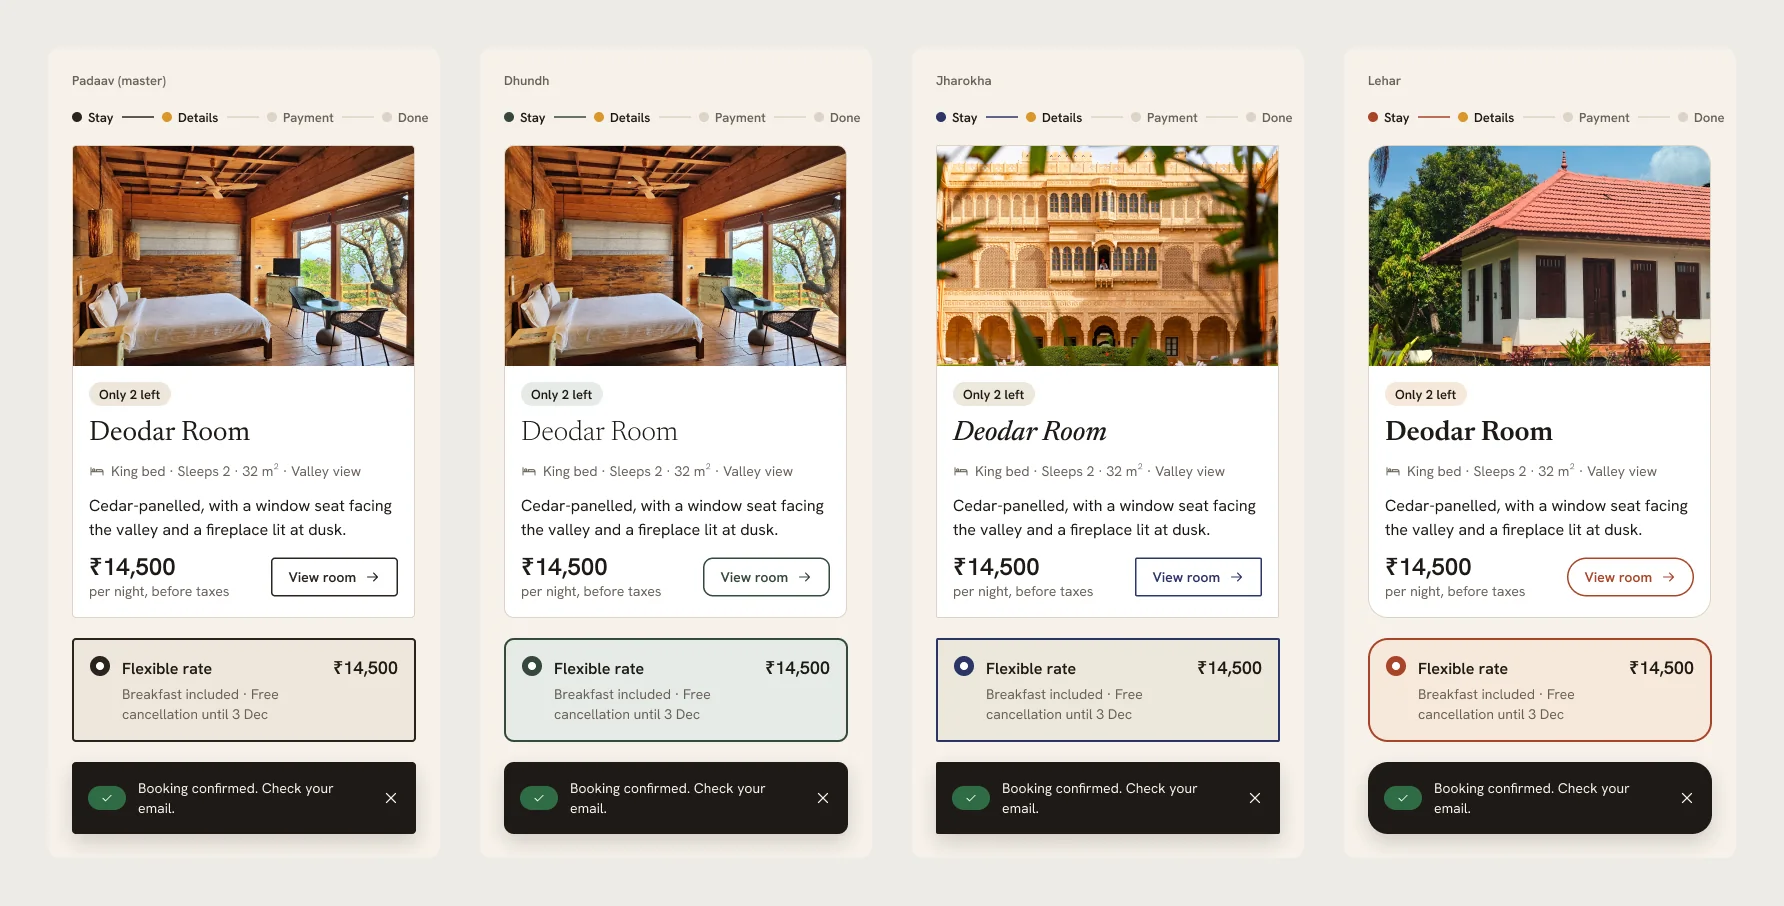 Padaav (master)
Stay Details Payment Done
Only 2 left
Deodar Room
King bed · Sleeps 2 · 32 m² · Valley view
Cedar-panelled, with a window seat facing
the valley and a fireplace lit at dusk.
₹14,500
per night, before taxes
View room →
Flexible rate ₹14,500
Breakfast included · Free
cancellation until 3 Dec
Booking confirmed. Check your
email.
Dhundh
Stay Details Payment Done
Only 2 left
Deodar Room
King bed · Sleeps 2 · 32 m² · Valley view
Cedar-panelled, with a window seat facing
the valley and a fireplace lit at dusk.
₹14,500
per night, before taxes
View room →
Flexible rate ₹14,500
Breakfast included · Free
cancellation until 3 Dec
Booking confirmed. Check your
email.
Jharokha
Stay Details Payment Done
Only 2 left
Deodar Room
King bed · Sleeps 2 · 32 m² · Valley view
Cedar-panelled, with a window seat facing
the valley and a fireplace lit at dusk.
₹14,500
per night, before taxes
View room →
Flexible rate ₹14,500
Breakfast included · Free
cancellation until 3 Dec
Booking confirmed. Check your
email.
Lehar
Stay Details Payment Done
Only 2 left
Deodar Room
King bed · Sleeps 2 · 32 m² · Valley view
Cedar-panelled, with a window seat facing
the valley and a fireplace lit at dusk.
₹14,500
per night, before taxes
View room →
Flexible rate ₹14,500
Breakfast included · Free
cancellation until 3 Dec
Booking confirmed. Check your
email.